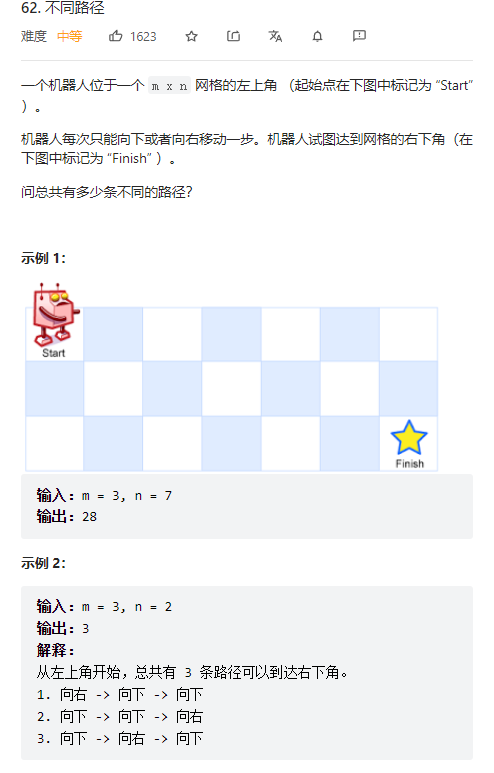 62. 不同路径
难度 中等 1623
一个机器人位于一个 m x n 网格的左上角 （起始点在下图中标记为 “Start”
）。
机器人每次只能向下或者向右移动一步。机器人试图达到网格的右下角（在
下图中标记为 “Finish” ）。
问总共有多少条不同的路径？
示例 1：
Start
Finish
输入：m = 3, n = 7
输出：28
示例 2：
输入：m = 3, n = 2
输出：3
解释：
从左上角开始，总共有 3 条路径可以到达右下角。
1. 向右 -> 向下 -> 向下
2. 向下 -> 向下 -> 向右
3. 向下 -> 向右 -> 向下